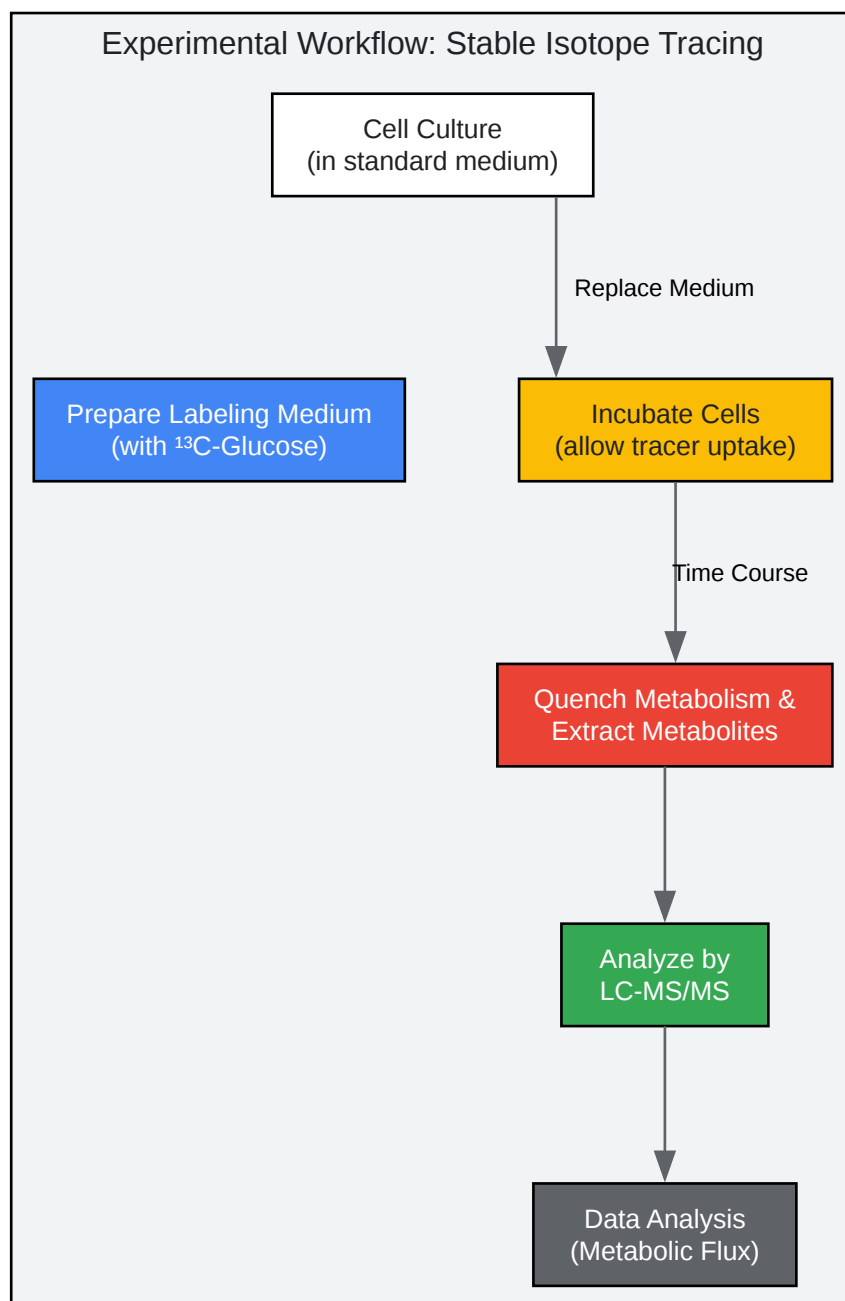 Experimental Workflow: Stable Isotope Tracing
Cell Culture
(in standard medium)
Replace Medium
Prepare Labeling Medium
(with ¹³C-Glucose)
Incubate Cells
(allow tracer uptake)
Time Course
Quench Metabolism &
Extract Metabolites
Analyze by
LC-MS/MS
Data Analysis
(Metabolic Flux)